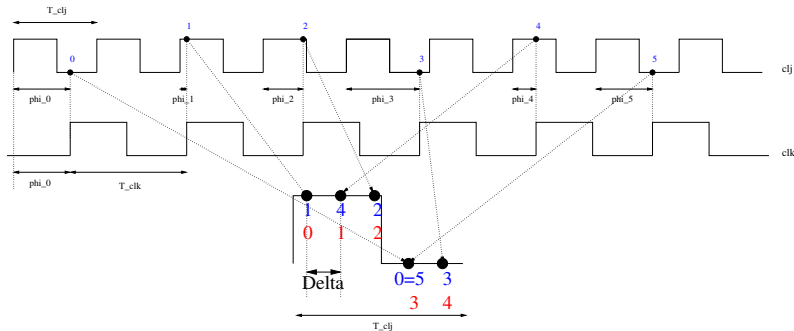 T_clj
0 1 2 3 4 5
clj
phi_0 phi_1 phi_2 phi_3 phi_4 phi_5
clk
phi_0 T_clk
1 4 2
0 1 2
Delta 0=5 3
3 4
T_clj